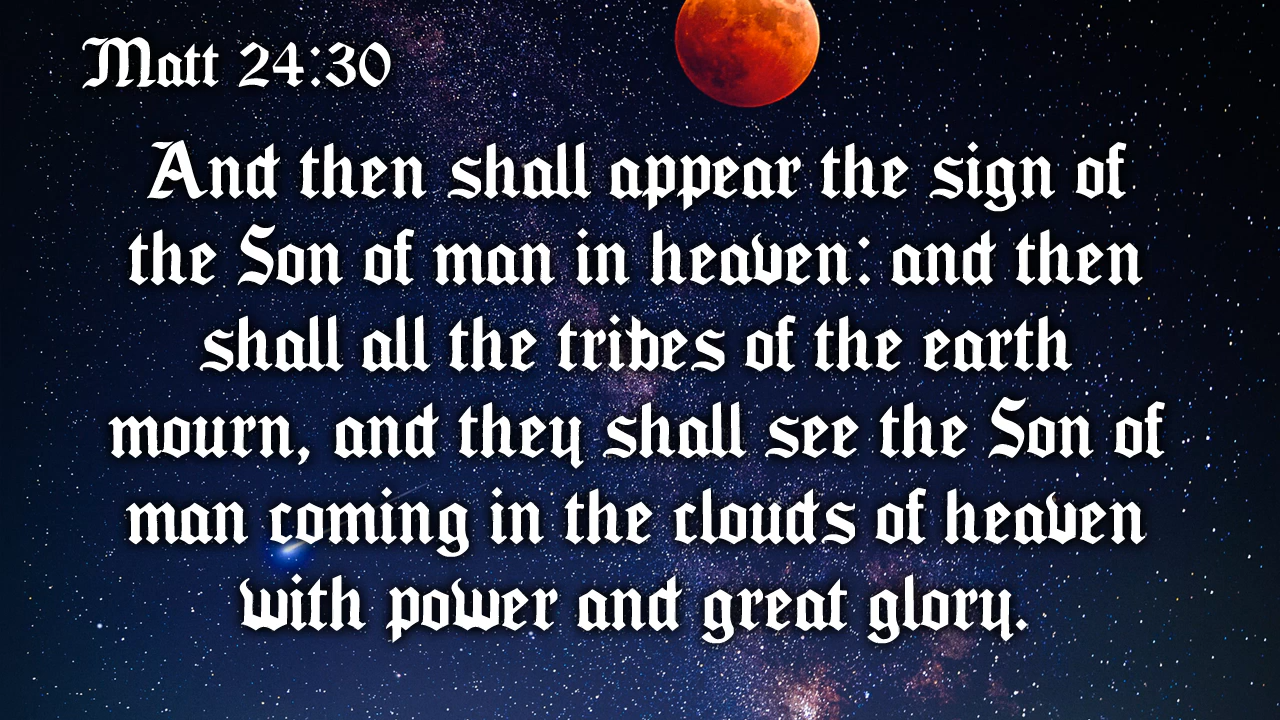 Matt 24:30
And then shall appear the sign of
the Son of man in heaven: and then
shall all the tribes of the earth
mourn, and they shall see the Son of
man coming in the clouds of heaven
with power and great glory.